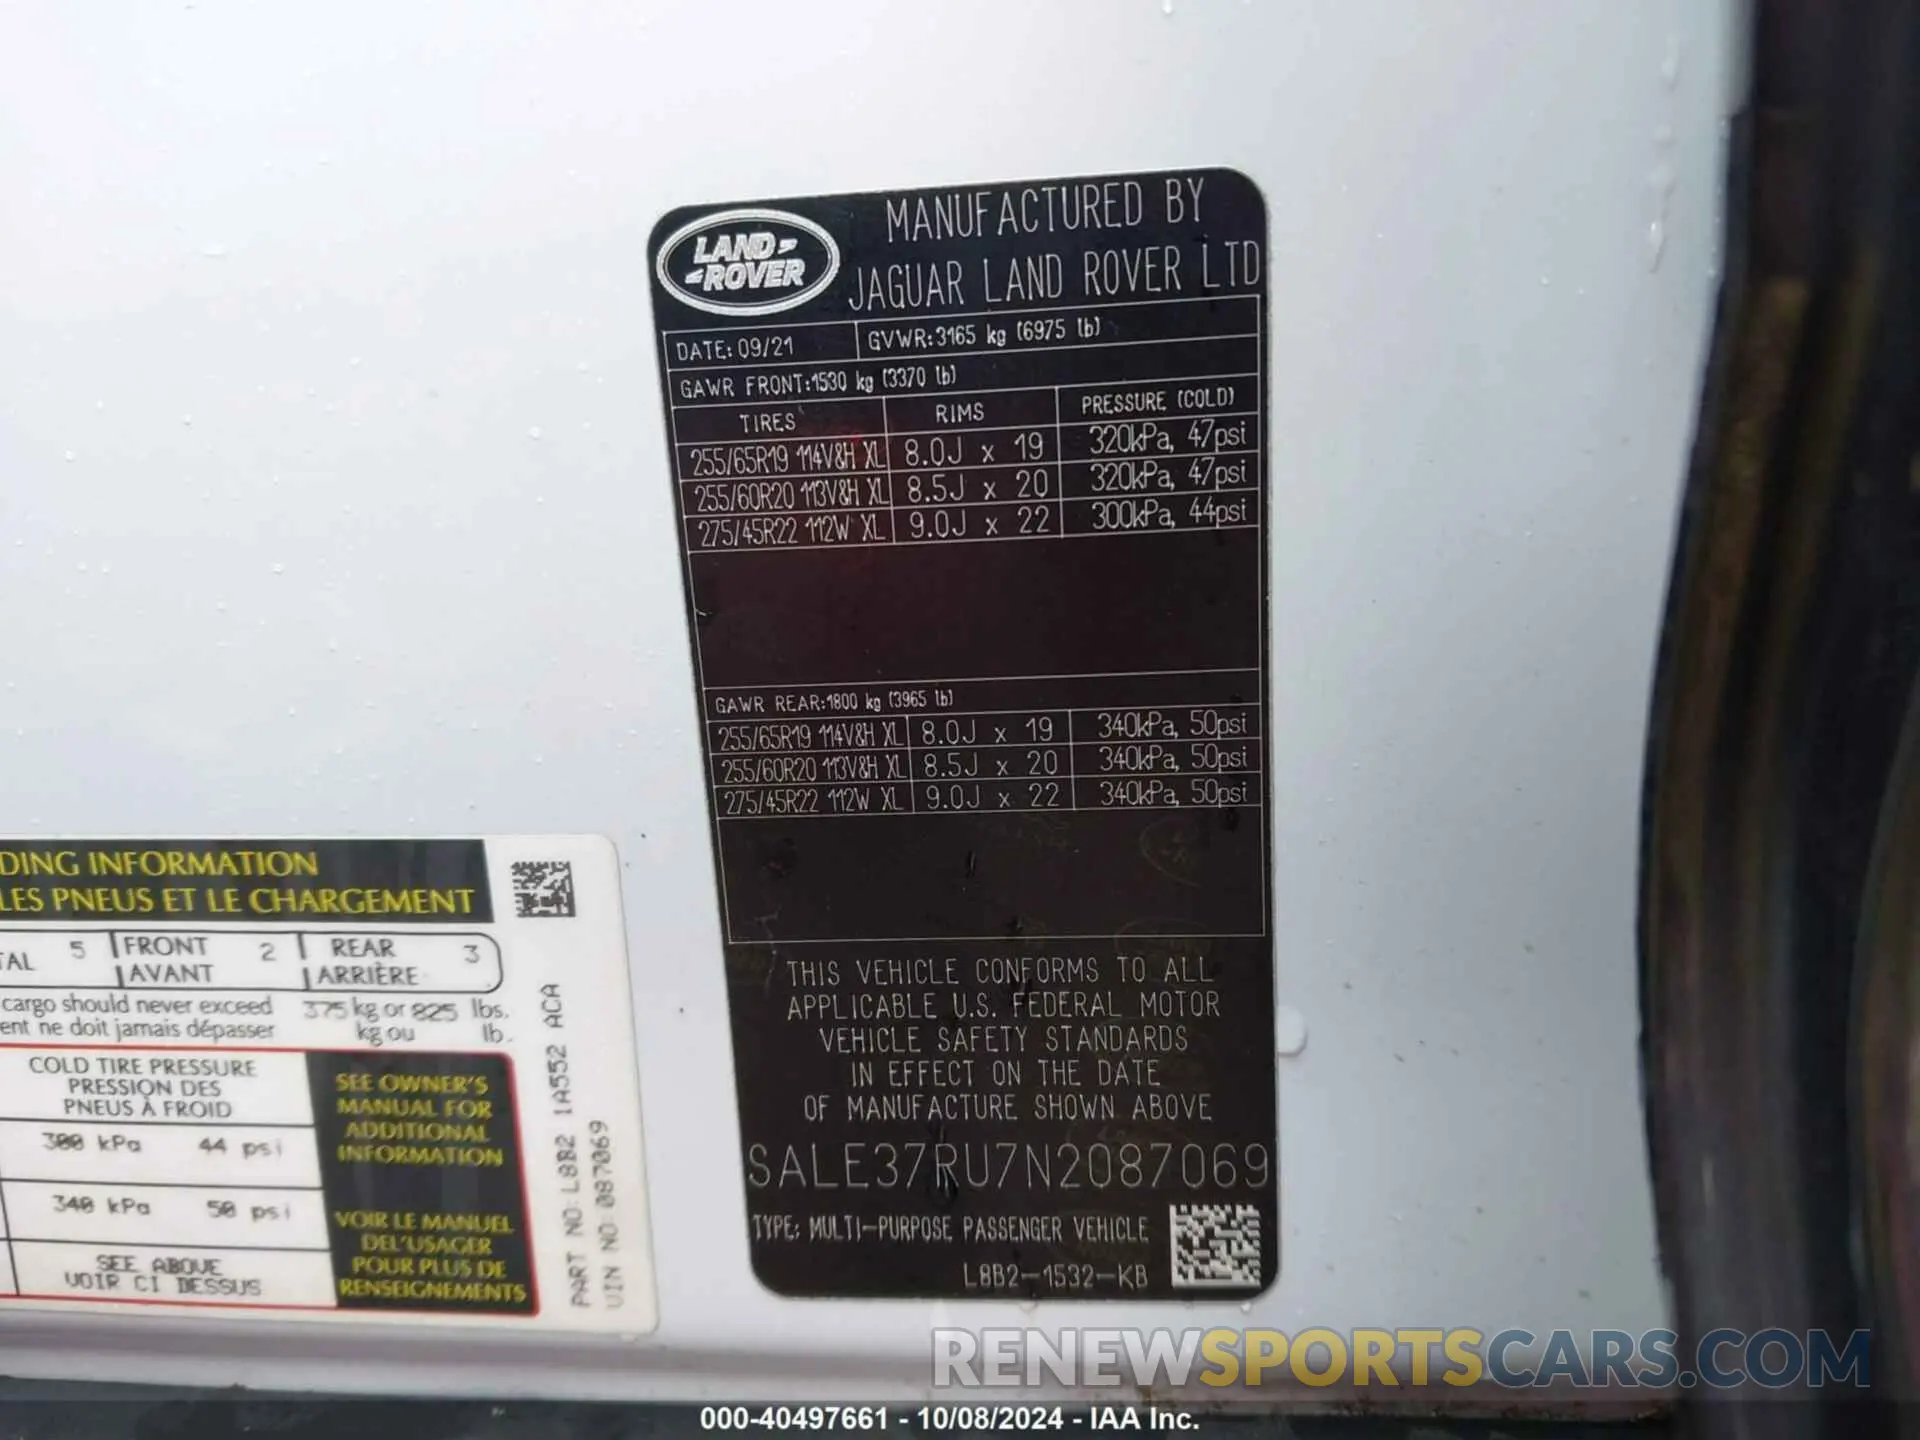 LAND ROVER
MANUFACTURED BY
JAGUAR LAND ROVER LTD
DATE: 09/21 GVWR: 3165 kg (6975 lb)
GAWR FRONT: 1530 kg (3370 lb)
TIRES RIMS PRESSURE (COLD)
255/65R19 114V&H XL 8.0J x 19 320kPa, 47psi
255/60R20 113V&H XL 8.5J x 20 320kPa, 47psi
275/45R22 112W XL 9.0J x 22 300kPa, 44psi
GAWR REAR: 1800 kg (3965 lb)
255/65R19 114V&H XL 8.0J x 19 340kPa, 50psi
255/60R20 113V&H XL 8.5J x 20 340kPa, 50psi
275/45R22 112W XL 9.0J x 22 340kPa, 50psi
THIS VEHICLE CONFORMS TO ALL
APPLICABLE U.S. FEDERAL MOTOR
VEHICLE SAFETY STANDARDS
IN EFFECT ON THE DATE
OF MANUFACTURE SHOWN ABOVE
SALE37RU7N2087069
TYPE: MULTI-PURPOSE PASSENGER VEHICLE
L8B2-1532-KB
DING INFORMATION
LES PNEUS ET LE CHARGEMENT
TAL 5 FRONT 2 REAR 3
AVANT ARRIÈRE
cargo should never exceed 375 kg or 825 lbs.
ent ne doit jamais dépasser kg ou lb.
COLD TIRE PRESSURE
PRESSION DES
PNEUS À FROID
300 kPa 44 psi
340 kPa 50 psi
SEE ABOVE
VOIR CI DESSUS
SEE OWNER'S
MANUAL FOR
ADDITIONAL
INFORMATION
VOIR LE MANUEL
DEL'USAGER
POUR PLUS DE
RENSEIGNEMENTS
PART NO: L8B2 1A552 ACA
VIN NO: 087069
RENEWSPORTSCARS.COM
000-40497661 - 10/08/2024 - IAA Inc.